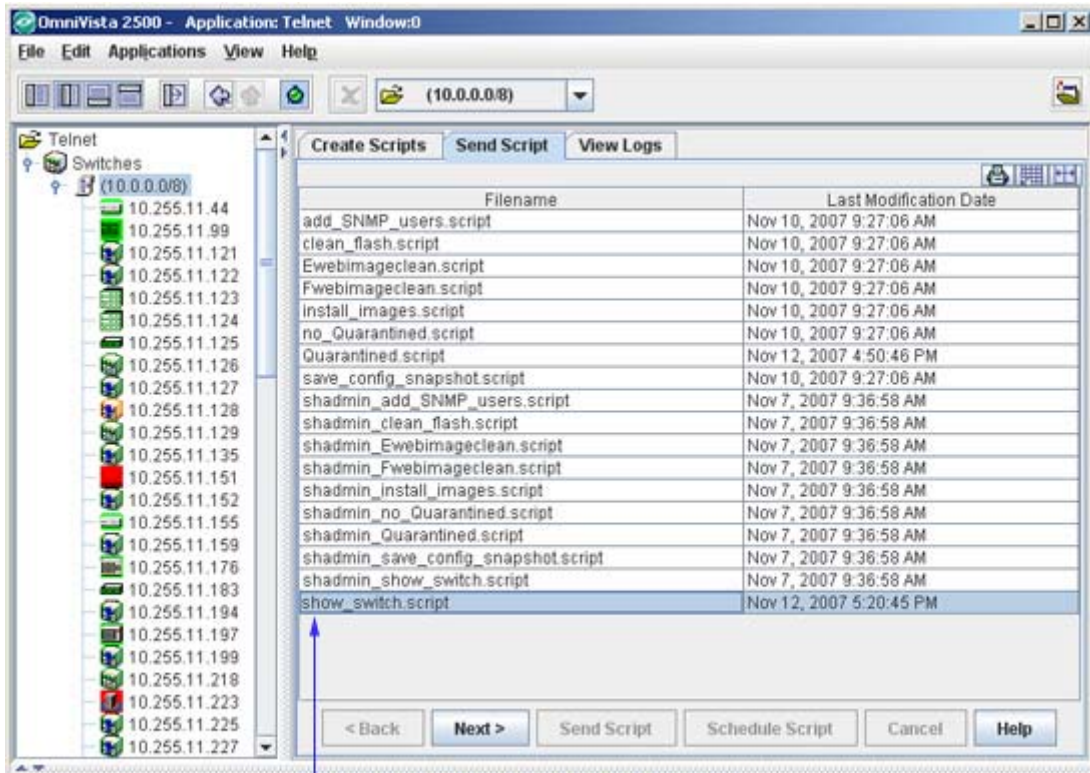 OmniVista 2500 - Application: Telnet Window:0
File Edit Applications View Help
(10.0.0.0/8)
Telnet
Switches
(10.0.0.0/8)
10.255.11.44
10.255.11.99
10.255.11.121
10.255.11.122
10.255.11.123
10.255.11.124
10.255.11.125
10.255.11.126
10.255.11.127
10.255.11.128
10.255.11.129
10.255.11.135
10.255.11.151
10.255.11.152
10.255.11.155
10.255.11.159
10.255.11.176
10.255.11.183
10.255.11.194
10.255.11.197
10.255.11.199
10.255.11.218
10.255.11.223
10.255.11.225
10.255.11.227
Create Scripts Send Script View Logs
Filename Last Modification Date
add_SNMP_users.script Nov 10, 2007 9:27:06 AM
clean_flash.script Nov 10, 2007 9:27:06 AM
Ewebimageclean.script Nov 10, 2007 9:27:06 AM
Fwebimageclean.script Nov 10, 2007 9:27:06 AM
install_images.script Nov 10, 2007 9:27:06 AM
no_Quarantined.script Nov 10, 2007 9:27:06 AM
Quarantined.script Nov 12, 2007 4:50:46 PM
save_config_snapshot.script Nov 10, 2007 9:27:06 AM
shadmin_add_SNMP_users.script Nov 7, 2007 9:36:58 AM
shadmin_clean_flash.script Nov 7, 2007 9:36:58 AM
shadmin_Ewebimageclean.script Nov 7, 2007 9:36:58 AM
shadmin_Fwebimageclean.script Nov 7, 2007 9:36:58 AM
shadmin_install_images.script Nov 7, 2007 9:36:58 AM
shadmin_no_Quarantined.script Nov 7, 2007 9:36:58 AM
shadmin_Quarantined.script Nov 7, 2007 9:36:58 AM
shadmin_save_config_snapshot.script Nov 7, 2007 9:36:58 AM
shadmin_show_switch.script Nov 7, 2007 9:36:58 AM
show_switch.script Nov 12, 2007 5:20:45 PM
< Back Next > Send Script Schedule Script Cancel Help